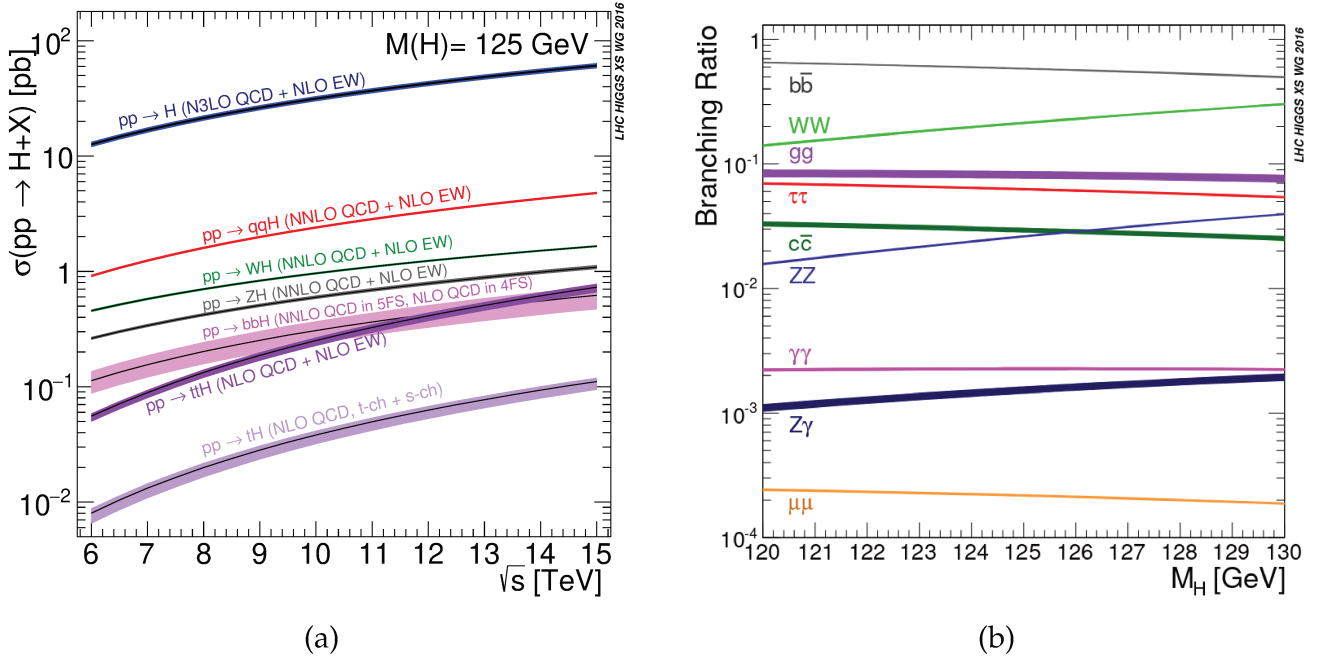 σ(pp → H+X) [pb]
10²
10
1
10⁻¹
10⁻²
M(H)= 125 GeV
LHC HIGGS XS WG 2016
pp → H (N3LO QCD + NLO EW)
pp → qqH (NNLO QCD + NLO EW)
pp → WH (NNLO QCD + NLO EW)
pp → ZH (NNLO QCD + NLO EW)
pp → bbH (NNLO QCD in 5FS, NLO QCD in 4FS)
pp → ttH (NLO QCD + NLO EW)
pp → tH (NLO QCD, t-ch + s-ch)
6 7 8 9 10 11 12 13 14 15
√s [TeV]
(a)
Branching Ratio
1
10⁻¹
10⁻²
10⁻³
10⁻⁴
LHC HIGGS XS WG 2016
bb̅
WW
gg
ττ
cc̅
ZZ
γγ
Zγ
μμ
120 121 122 123 124 125 126 127 128 129 130
M_H [GeV]
(b)